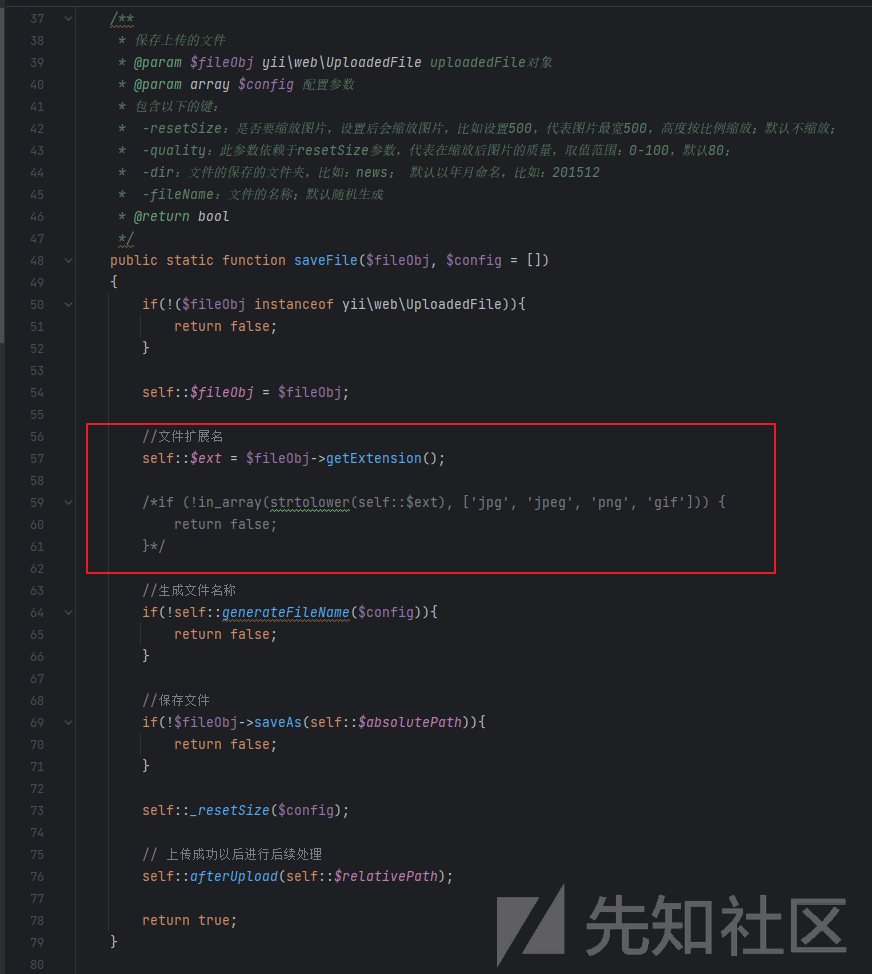 37 /**
38 * 保存上传的文件
39 * @param $fileObj yii\web\UploadedFile uploadedFile对象
40 * @param array $config 配置参数
41 * 包含以下的键:
42 * -resetSize：是否要缩放图片，设置后会缩放图片，比如设置500，代表图片最宽500，高度按比例缩放；默认不缩放；
43 * -quality：此参数依赖于resetSize参数，代表在缩放后图片的质量，取值范围：0-100，默认80；
44 * -dir：文件的保存的文件夹，比如：news； 默认以年月命名，比如：201512
45 * -fileName：文件的名称；默认随机生成
46 * @return bool
47 */
48 public static function saveFile($fileObj, $config = [])
49 {
50 if(!($fileObj instanceof yii\web\UploadedFile)){
51 return false;
52 }
53
54 self::$fileObj = $fileObj;
55
56 //文件扩展名
57 self::$ext = $fileObj->getExtension();
58
59 /*if (!in_array(strtolower(self::$ext), ['jpg', 'jpeg', 'png', 'gif'])) {
60 return false;
61 }*/
62
63 //生成文件名称
64 if(!self::generateFileName($config)){
65 return false;
66 }
67
68 //保存文件
69 if(!$fileObj->saveAs(self::$absolutePath)){
70 return false;
71 }
72
73 self::_resetSize($config);
74
75 // 上传成功以后进行后续处理
76 self::afterUpload(self::$relativePath);
77
78 return true;
79 }
80
先知社区